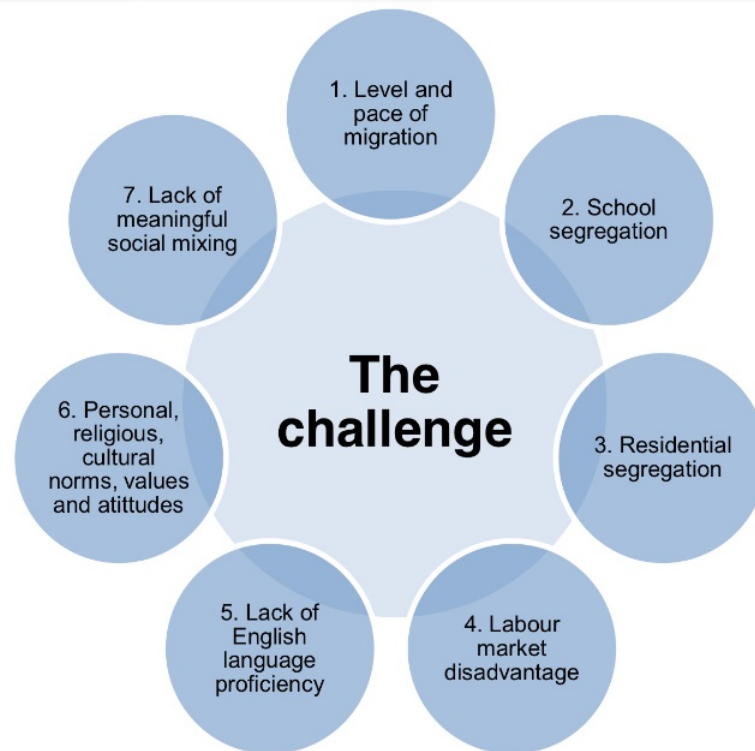 1. Level and
pace of
migration
2. School
segregation
3. Residential
segregation
4. Labour
market
disadvantage
5. Lack of
English
language
proficiency
6. Personal,
religious,
cultural
norms, values
and atittudes
7. Lack of
meaningful
social mixing
The
challenge